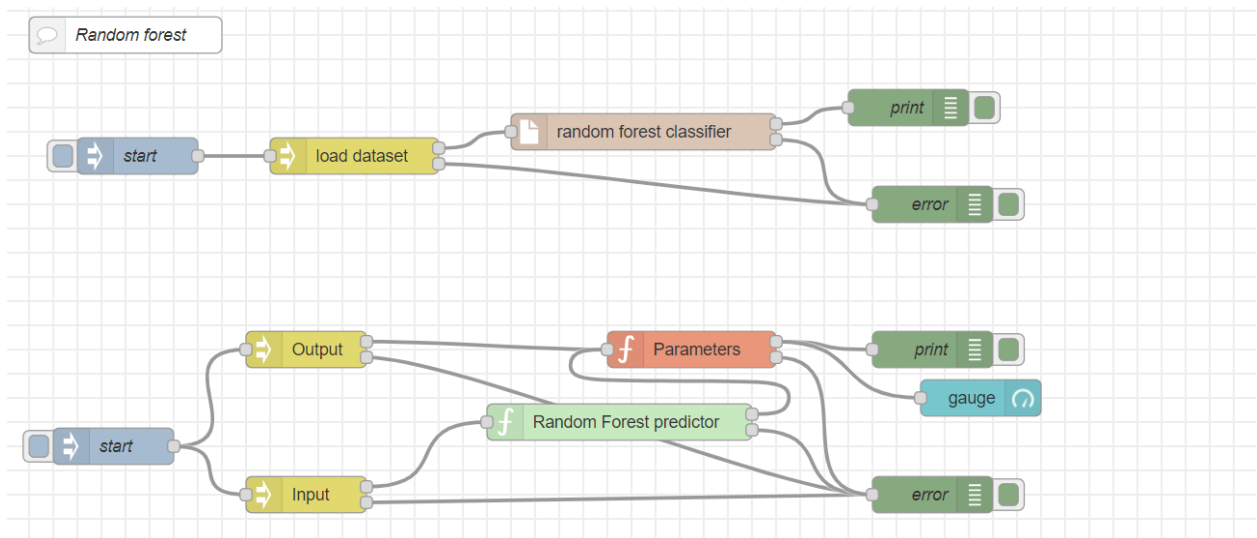 Random forest
print
random forest classifier
start
load dataset
error
Output
Parameters
print
gauge
Random Forest predictor
start
Input
error